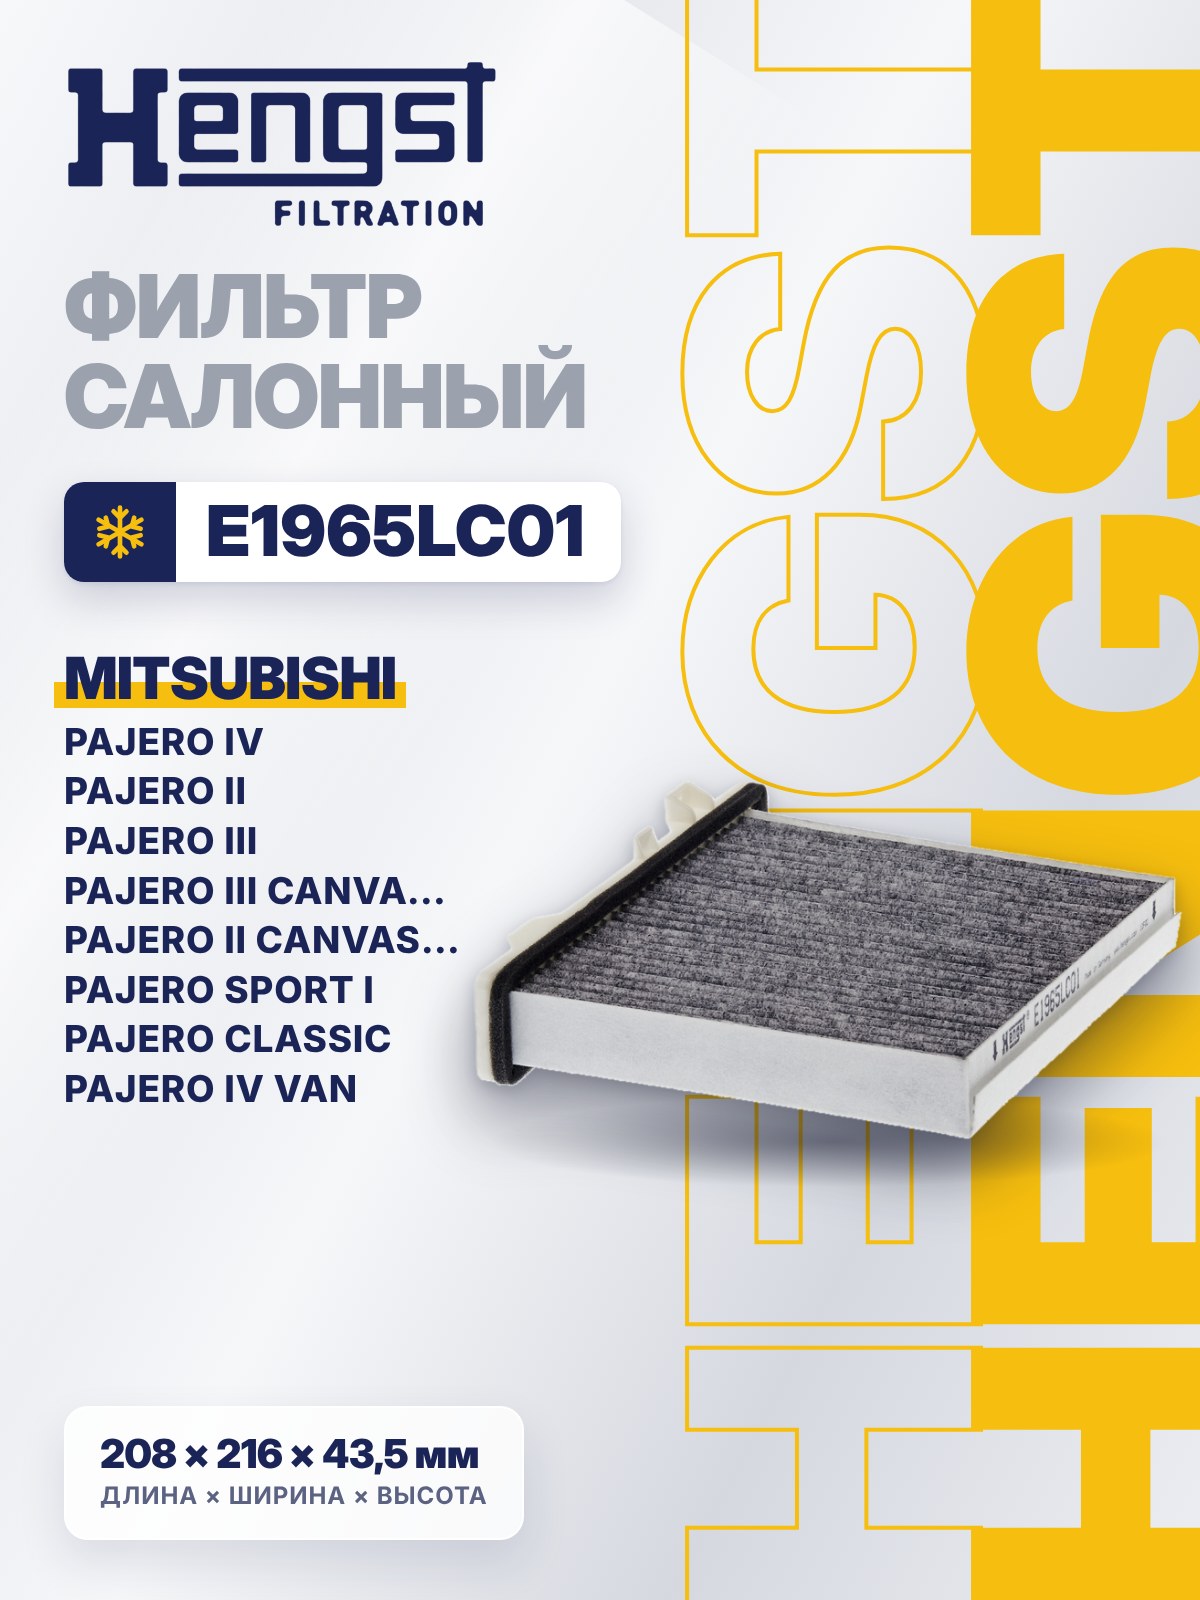 Hengst
FILTRATION
ФИЛЬТР
САЛОННЫЙ
E1965LC01
MITSUBISHI
PAJERO IV
PAJERO II
PAJERO III
PAJERO III CANVA...
PAJERO II CANVAS...
PAJERO SPORT I
PAJERO CLASSIC
PAJERO IV VAN
208 × 216 × 43,5 мм
ДЛИНА × ШИРИНА × ВЫСОТА
HENGST
HENGST
Hengst E1965LC01